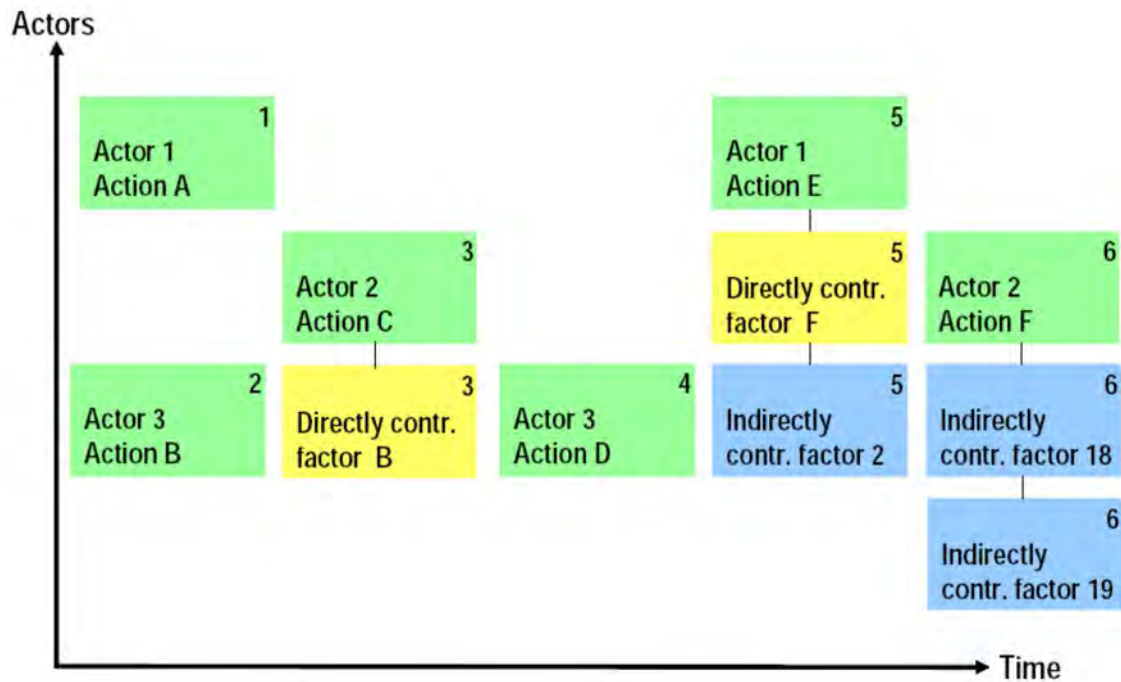 Actors
1
Actor 1
Action A
5
Actor 1
Action E
3
Actor 2
Action C
5
Directly contr.
factor F
6
Actor 2
Action F
2
Actor 3
Action B
3
Directly contr.
factor B
4
Actor 3
Action D
5
Indirectly
contr. factor 2
6
Indirectly
contr. factor 18
6
Indirectly
contr. factor 19
Time